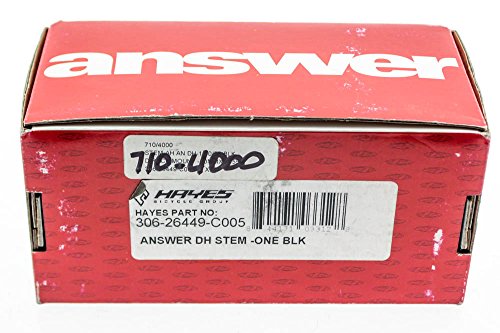 answer
710/4000
710-4000
HAYES
BICYCLE GROUP
HAYES PART NO:
306-26449-C005
ANSWER DH STEM -ONE BLK